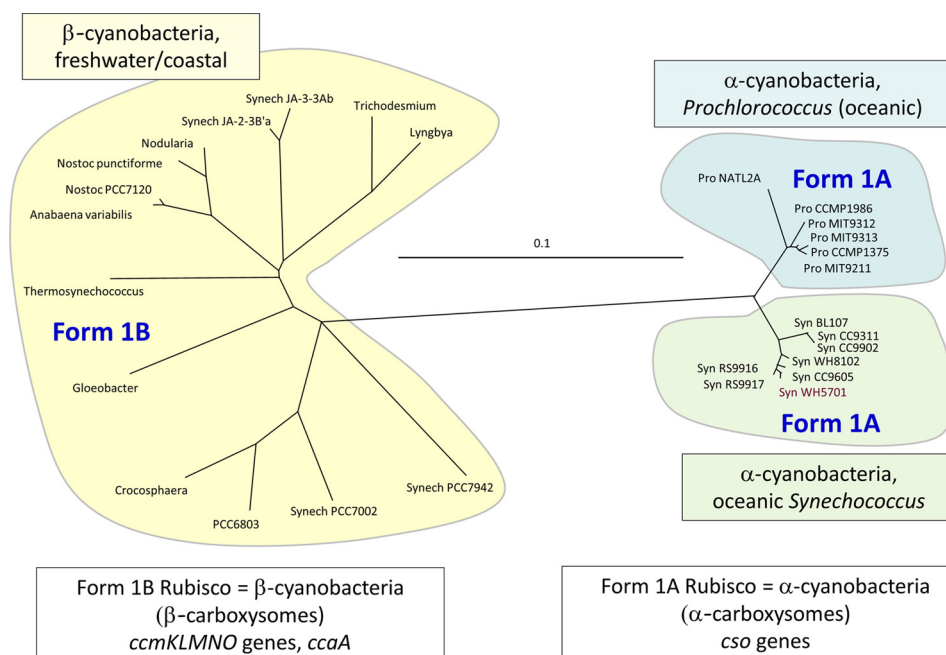 β-cyanobacteria,
freshwater/coastal
α-cyanobacteria,
Prochlorococcus (oceanic)
Synech JA-3-3Ab
Synech JA-2-3B'a
Trichodesmium
Lyngbya
Nodularia
Nostoc punctiforme
Nostoc PCC7120
Anabaena variabilis
Thermosynechococcus
Form 1B
Gloeobacter
Crocosphaera
PCC6803
Synech PCC7002
Synech PCC7942
0.1
Pro NATL2A
Form 1A
Pro CCMP1986
Pro MIT9312
Pro MIT9313
Pro CCMP1375
Pro MIT9211
Syn BL107
Syn CC9311
Syn CC9902
Syn WH8102
Syn RS9916
Syn CC9605
Syn RS9917
Syn WH5701
Form 1A
α-cyanobacteria,
oceanic Synechococcus
Form 1B Rubisco = β-cyanobacteria
(β-carboxysomes)
ccmKLMNO genes, ccaA
Form 1A Rubisco = α-cyanobacteria
(α-carboxysomes)
cso genes